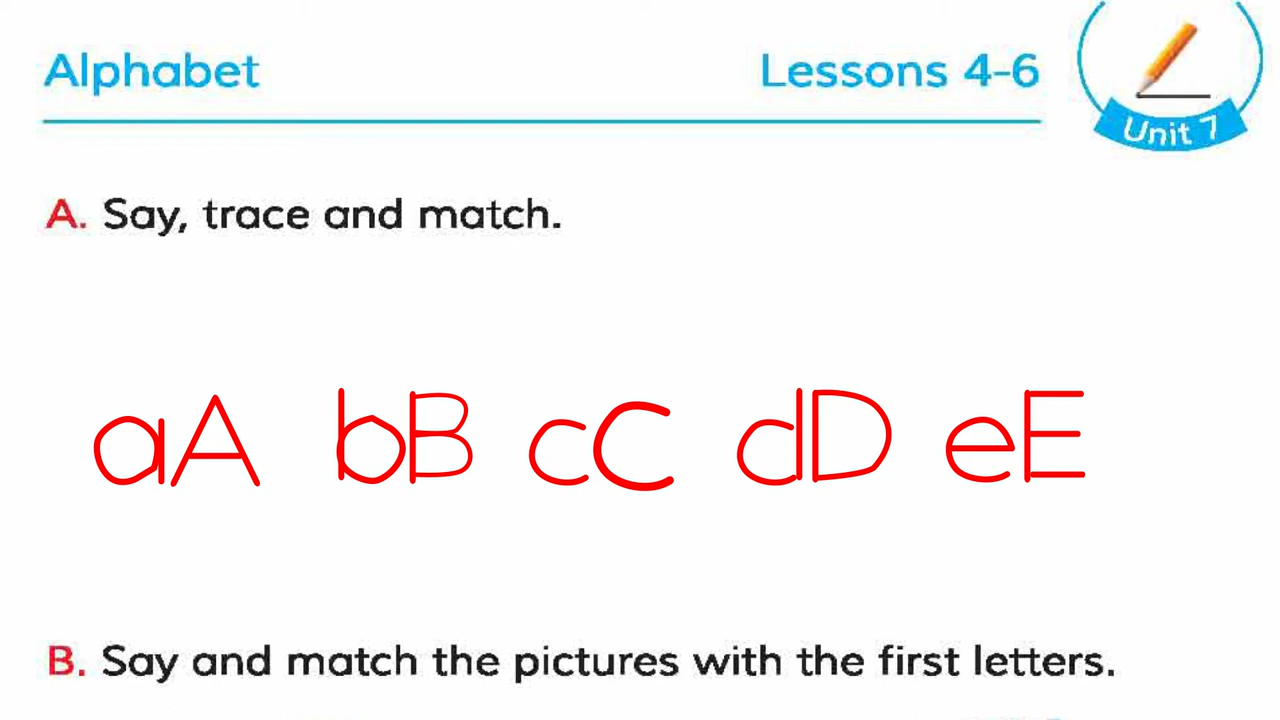 Alphabet Lessons 4-6
Unit 7
A. Say, trace and match.
aA bB cC dD eE
B. Say and match the pictures with the first letters.